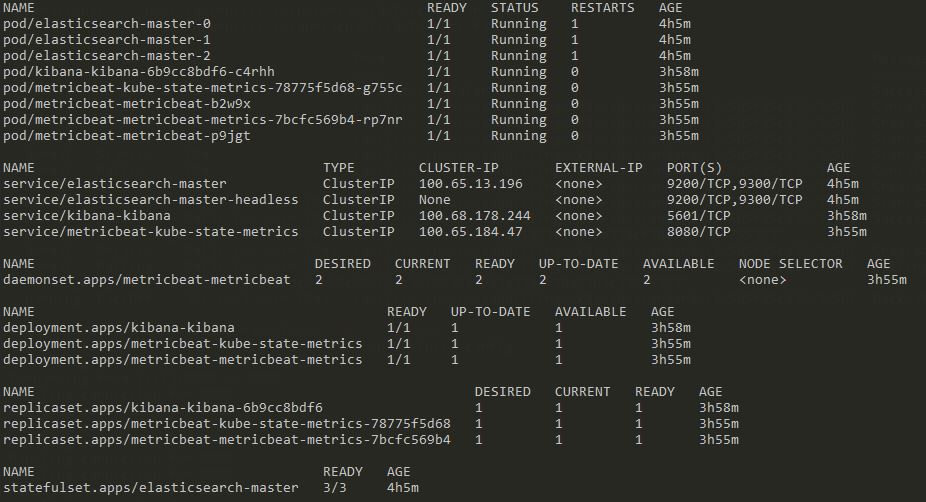 NAME READY STATUS RESTARTS AGE
pod/elasticsearch-master-0 1/1 Running 1 4h5m
pod/elasticsearch-master-1 1/1 Running 1 4h5m
pod/elasticsearch-master-2 1/1 Running 1 4h5m
pod/kibana-kibana-6b9cc8bdf6-c4rhh 1/1 Running 0 3h58m
pod/metricbeat-kube-state-metrics-78775f5d68-g755c 1/1 Running 0 3h55m
pod/metricbeat-metricbeat-b2w9x 1/1 Running 0 3h55m
pod/metricbeat-metricbeat-metrics-7bcfc569b4-rp7nr 1/1 Running 0 3h55m
pod/metricbeat-metricbeat-p9jgt 1/1 Running 0 3h55m
NAME TYPE CLUSTER-IP EXTERNAL-IP PORT(S) AGE
service/elasticsearch-master ClusterIP 100.65.13.196 <none> 9200/TCP,9300/TCP 4h5m
service/elasticsearch-master-headless ClusterIP None <none> 9200/TCP,9300/TCP 4h5m
service/kibana-kibana ClusterIP 100.68.178.244 <none> 5601/TCP 3h58m
service/metricbeat-kube-state-metrics ClusterIP 100.65.184.47 <none> 8080/TCP 3h55m
NAME DESIRED CURRENT READY UP-TO-DATE AVAILABLE NODE SELECTOR AGE
daemonset.apps/metricbeat-metricbeat 2 2 2 2 2 <none> 3h55m
NAME READY UP-TO-DATE AVAILABLE AGE
deployment.apps/kibana-kibana 1/1 1 1 3h58m
deployment.apps/metricbeat-kube-state-metrics 1/1 1 1 3h55m
deployment.apps/metricbeat-metricbeat-metrics 1/1 1 1 3h55m
NAME DESIRED CURRENT READY AGE
replicaset.apps/kibana-kibana-6b9cc8bdf6 1 1 1 3h58m
replicaset.apps/metricbeat-kube-state-metrics-78775f5d68 1 1 1 3h55m
replicaset.apps/metricbeat-metricbeat-metrics-7bcfc569b4 1 1 1 3h55m
NAME READY AGE
statefulset.apps/elasticsearch-master 3/3 4h5m